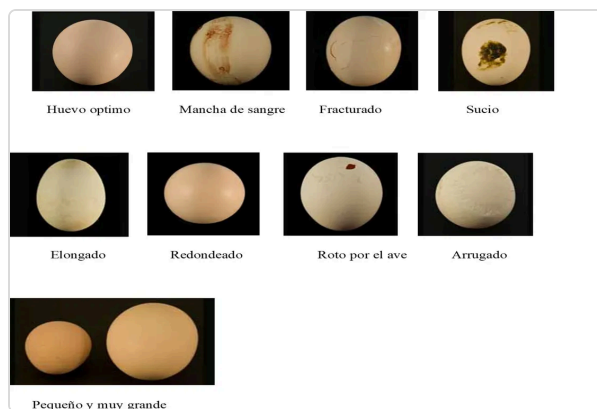 Huevo optimo
Mancha de sangre
Fracturado
Sucio
Elongado
Redondeado
Roto por el ave
Arrugado
Pequeño y muy grande